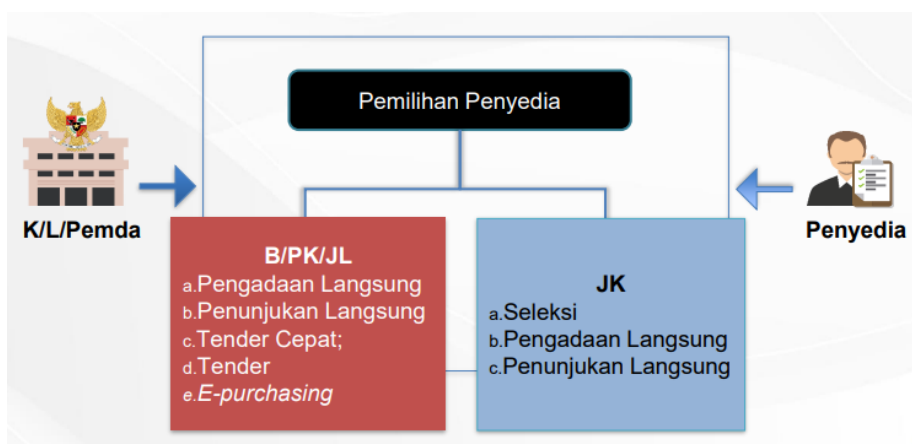 Pemilihan Penyedia
K/L/Pemda
Penyedia
B/PK/JL
a.Pengadaan Langsung
b.Penunjukan Langsung
c.Tender Cepat;
d.Tender
e.E-purchasing
JK
a.Seleksi
b.Pengadaan Langsung
c.Penunjukan Langsung